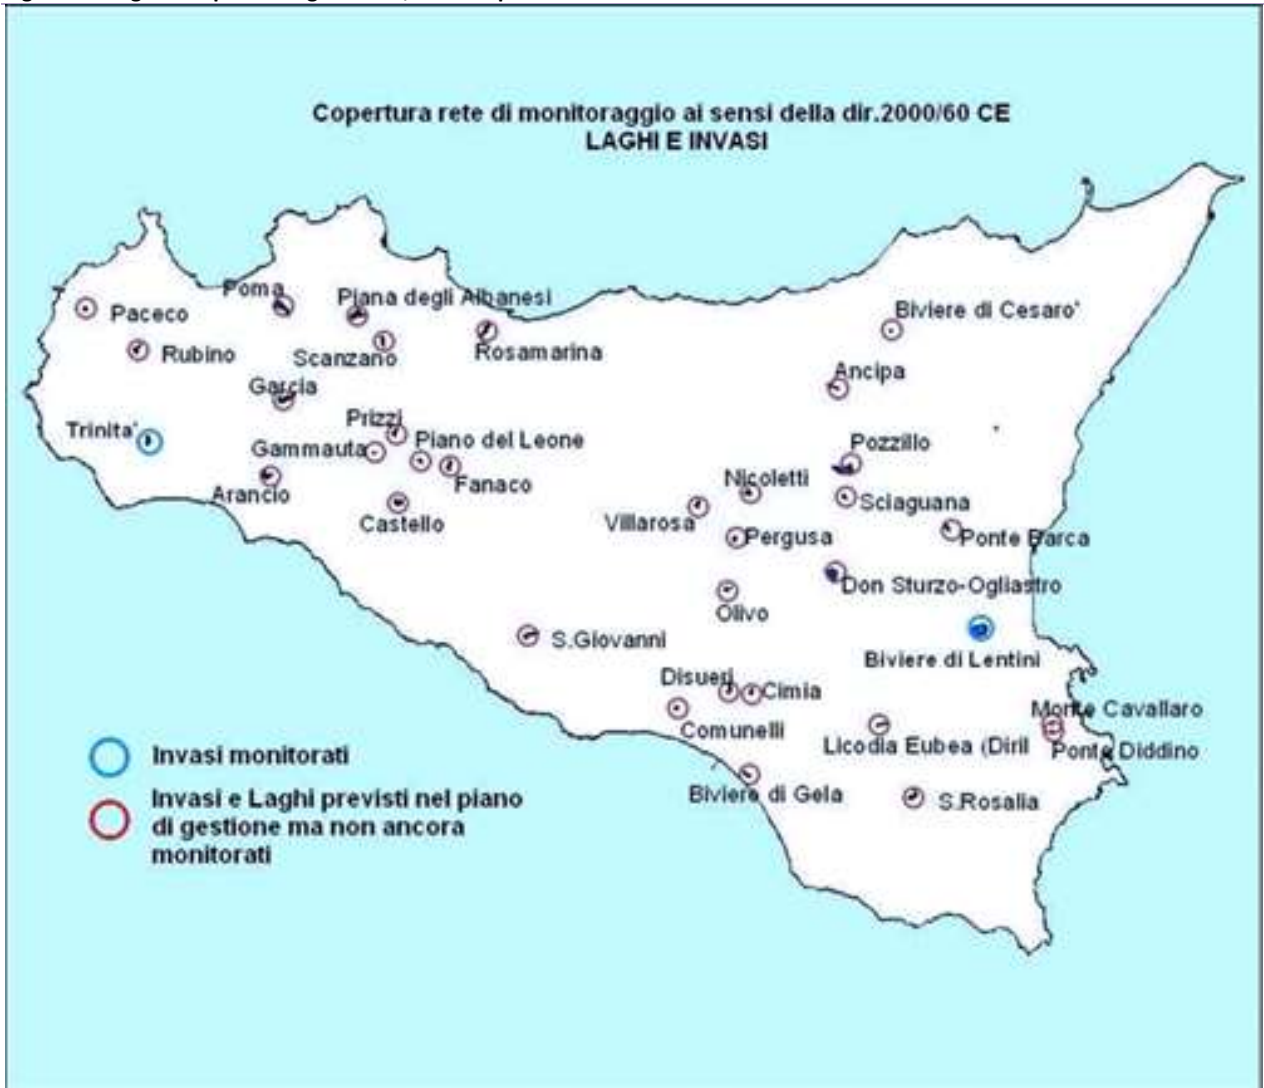 Copertura rete di monitoraggio ai sensi della dir.2000/60 CE
LAGHI E INVASI
Poma
Piana degli Albanesi
Paceco
Biviere di Cesaro'
Rubino
Scanzano
Rosamarina
Ancipa
Garcia
Prizzi
Trinita'
Gammauta
Piano del Leone
Pozzillo
Fanaco
Nicoletti
Arancio
Castello
Villarosa
Sciaguana
Pergusa
Ponte Barca
Don Sturzo-Ogliastro
Olivo
S.Giovanni
Biviere di Lentini
Disueri
Cimia
Comunelli
Monte Cavallaro
Licodia Eubea (Diril
Ponte Diddino
Biviere di Gela
S.Rosalia
Invasi monitorati
Invasi e Laghi previsti nel piano
di gestione ma non ancora
monitorati